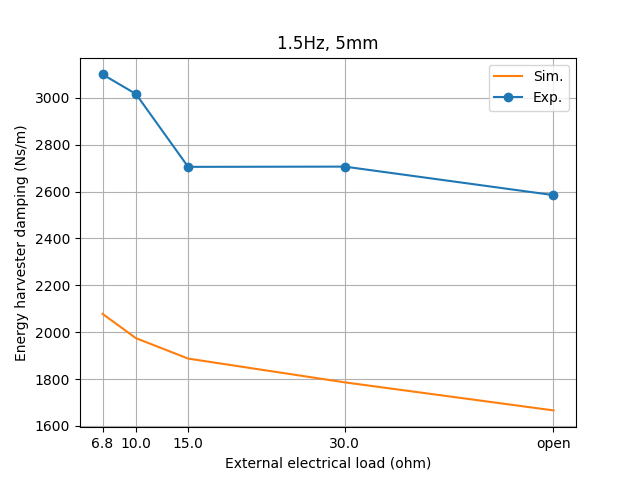 1.5Hz, 5mm
Sim.
Exp.
Energy harvester damping (Ns/m)
3000
2800
2600
2400
2200
2000
1800
1600
6.8 10.0 15.0 30.0 open
External electrical load (ohm)